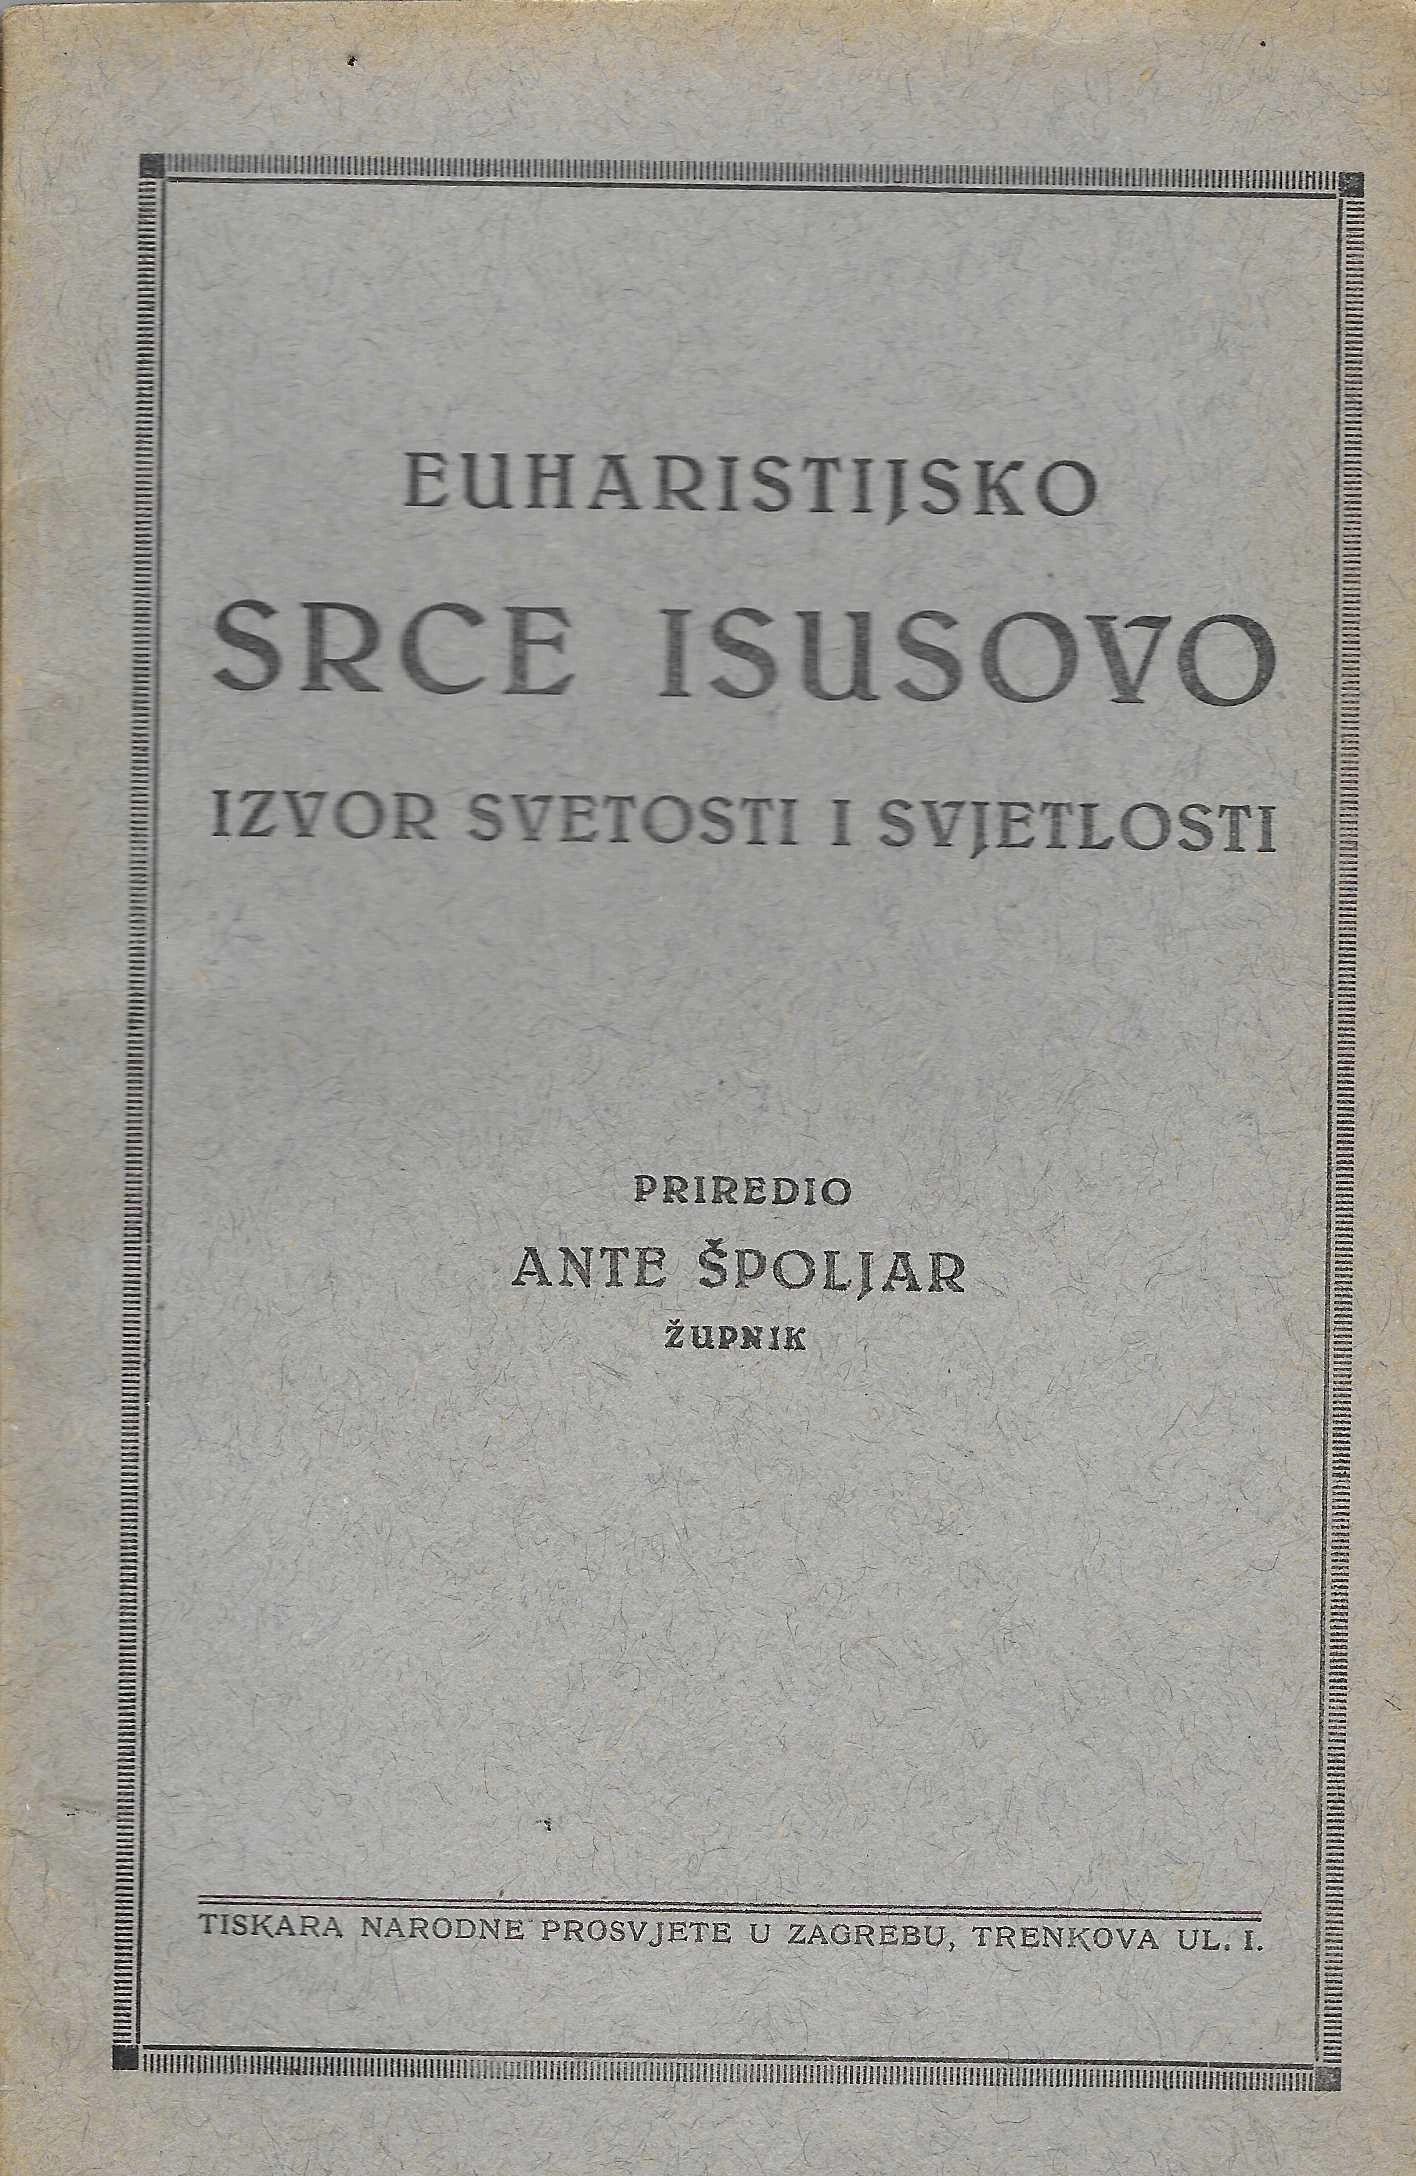 EUHARISTIJSKO
SRCE ISUSOVO
IZVOR SVETOSTI I SVJETLOSTI
PRIREDIO
ANTE ŠPOLJAR
ŽUPNIK
TISKARA NARODNE PROSVJETE U ZAGREBU, TRENKOVA UL. I.